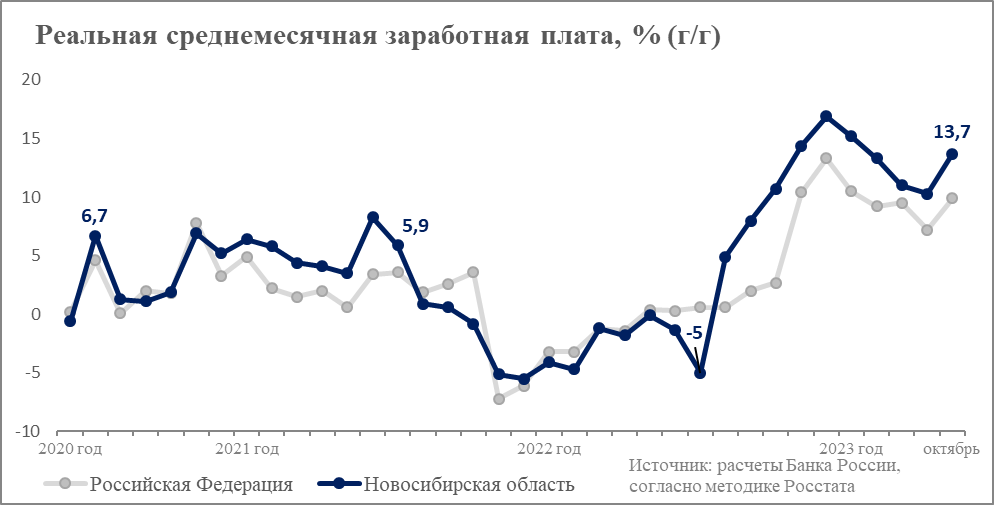 Реальная среднемесячная заработная плата, % (г/г)
20
15
10
5
0
-5
-10
6,7
5,9
-5
13,7
2020 год
2021 год
2022 год
2023 год
октябрь
Российская Федерация
Новосибирская область
Источник: расчеты Банка России,
согласно методике Росстата